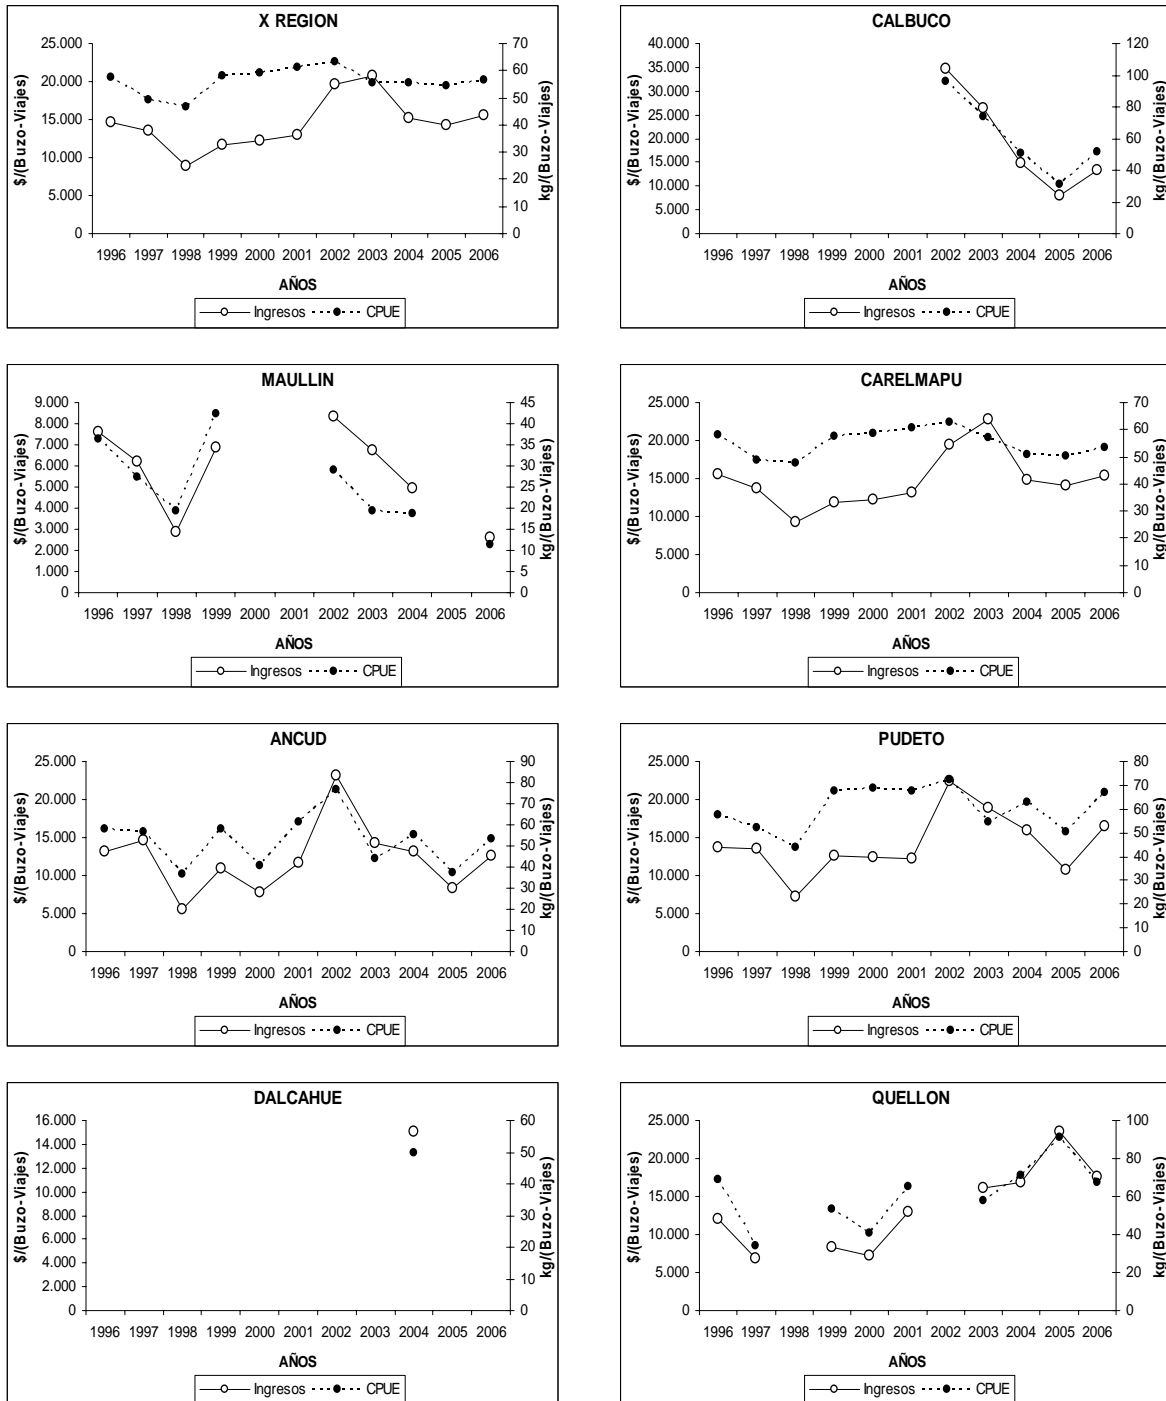 X REGION
$/(Buzo-Viajes)
25.000
20.000
15.000
10.000
5.000
0
70
60
50
40
30
20
10
0
kg/(Buzo-Viajes)
1996 1997 1998 1999 2000 2001 2002 2003 2004 2005 2006
AÑOS
Ingresos CPUE
CALBUCO
$/(Buzo-Viajes)
40.000
35.000
30.000
25.000
20.000
15.000
10.000
5.000
0
120
100
80
60
40
20
0
kg/(Buzo-Viajes)
1996 1997 1998 1999 2000 2001 2002 2003 2004 2005 2006
AÑOS
Ingresos CPUE
MAULLIN
$/(Buzo-Viajes)
9.000
8.000
7.000
6.000
5.000
4.000
3.000
2.000
1.000
0
45
40
35
30
25
20
15
10
5
0
kg/(Buzo-Viajes)
1996 1997 1998 1999 2000 2001 2002 2003 2004 2005 2006
AÑOS
Ingresos CPUE
CARELMAPU
$/(Buzo-Viajes)
25.000
20.000
15.000
10.000
5.000
0
70
60
50
40
30
20
10
0
kg/(Buzo-Viajes)
1996 1997 1998 1999 2000 2001 2002 2003 2004 2005 2006
AÑOS
Ingresos CPUE
ANCUD
$/(Buzo-Viajes)
25.000
20.000
15.000
10.000
5.000
0
90
80
70
60
50
40
30
20
10
0
kg/(Buzo-Viajes)
1996 1997 1998 1999 2000 2001 2002 2003 2004 2005 2006
AÑOS
Ingresos CPUE
PUDETO
$/(Buzo-Viajes)
25.000
20.000
15.000
10.000
5.000
0
80
70
60
50
40
30
20
10
0
kg/(Buzo-Viajes)
1996 1997 1998 1999 2000 2001 2002 2003 2004 2005 2006
AÑOS
Ingresos CPUE
DALCAHUE
$/(Buzo-Viajes)
16.000
14.000
12.000
10.000
8.000
6.000
4.000
2.000
0
60
50
40
30
20
10
0
kg/(Buzo-Viajes)
1996 1997 1998 1999 2000 2001 2002 2003 2004 2005 2006
AÑOS
Ingresos CPUE
QUELLON
$/(Buzo-Viajes)
25.000
20.000
15.000
10.000
5.000
0
100
80
60
40
20
0
kg/(Buzo-Viajes)
1996 1997 1998 1999 2000 2001 2002 2003 2004 2005 2006
AÑOS
Ingresos CPUE